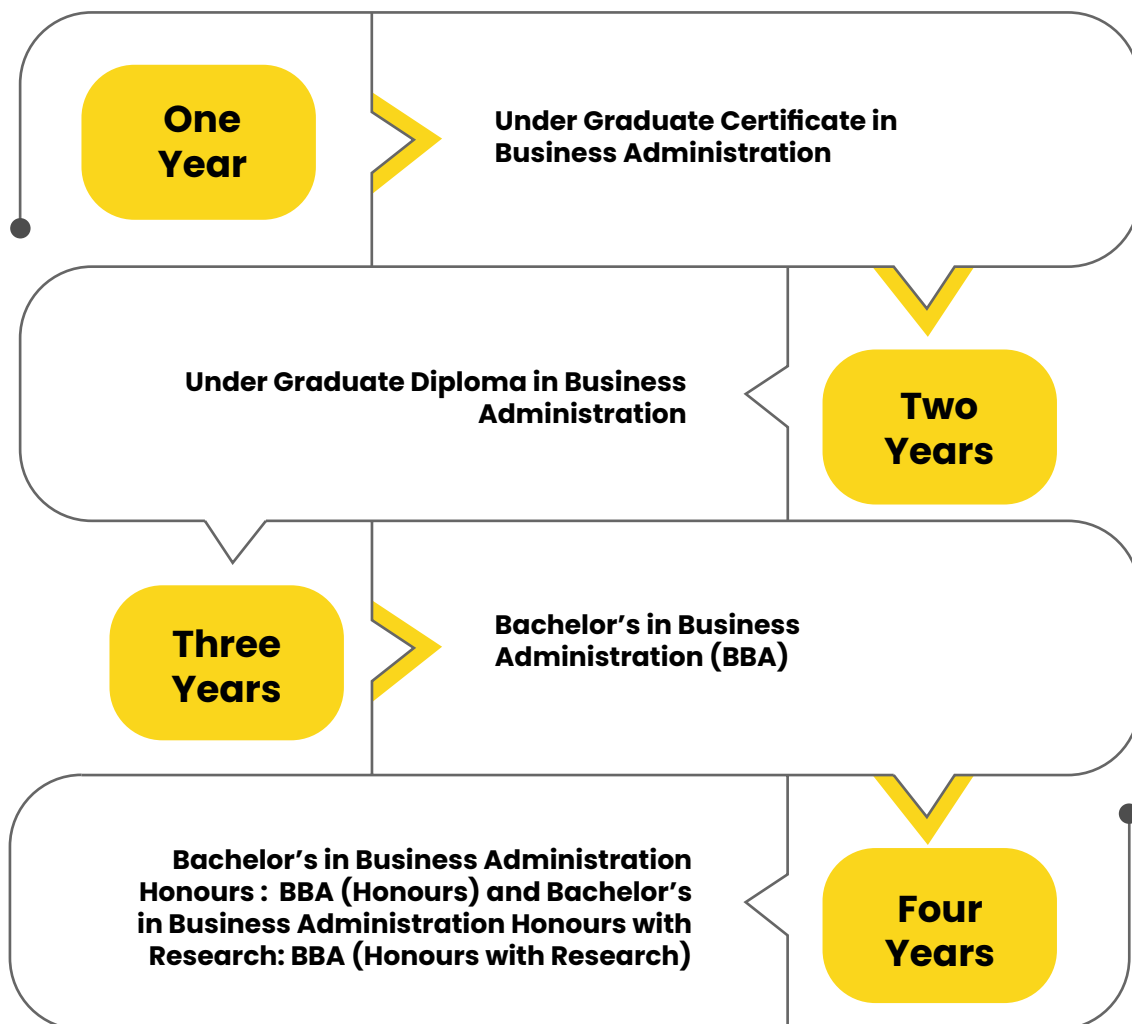 One
Year
Under Graduate Certificate in
Business Administration
Under Graduate Diploma in Business
Administration
Two
Years
Three
Years
Bachelor’s in Business
Administration (BBA)
Bachelor’s in Business Administration
Honours :  BBA (Honours) and Bachelor’s
in Business Administration Honours with
Research: BBA (Honours with Research)
Four
Years